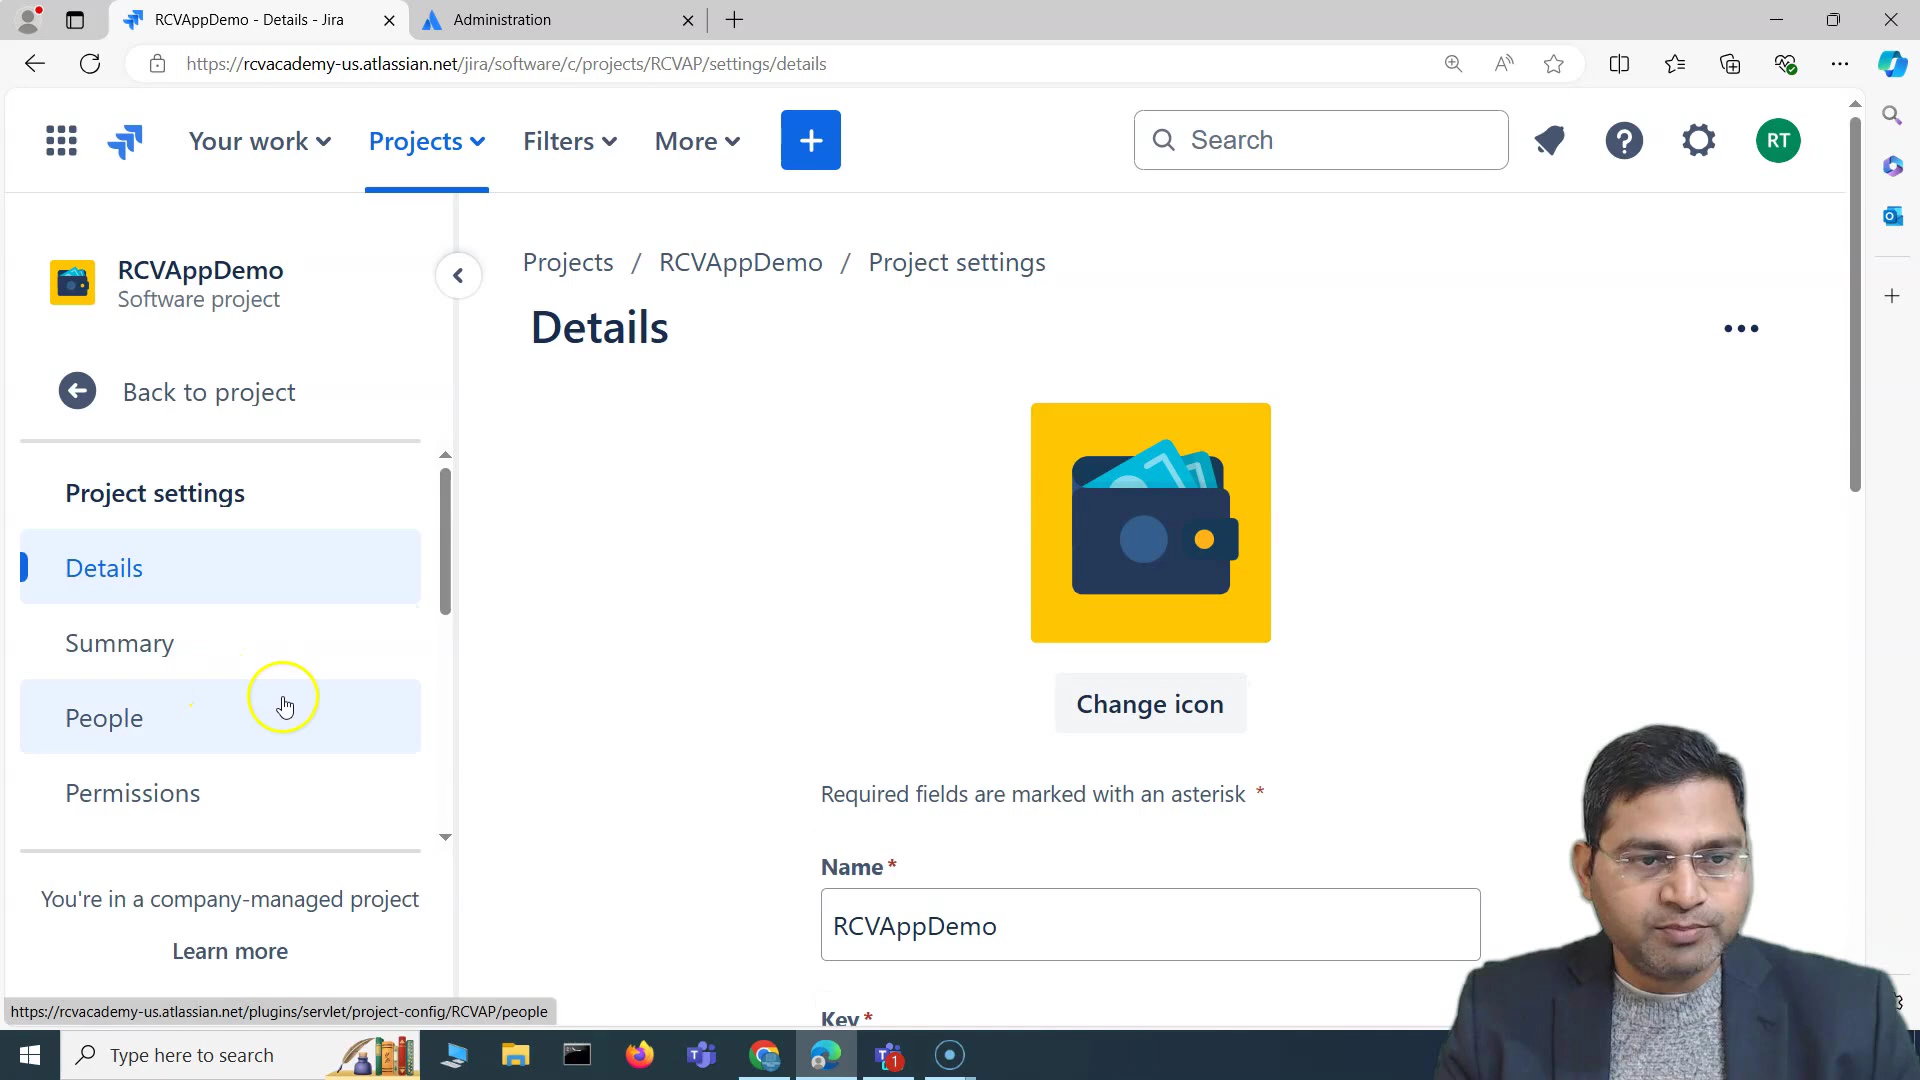 RCVAppDemo - Details - Jira
Administration
https://rcvacademy-us.atlassian.net/jira/software/c/projects/RCVAP/settings/details
Your work
Projects
Filters
More
Search
RT
RCVAppDemo
Software project
Back to project
Project settings
Details
Summary
People
Permissions
You're in a company-managed project
Learn more
Projects / RCVAppDemo / Project settings
Details
Change icon
Required fields are marked with an asterisk *
Name *
RCVAppDemo
Key *
https://rcvacademy-us.atlassian.net/plugins/servlet/project-config/RCVAP/people
Type here to search
1